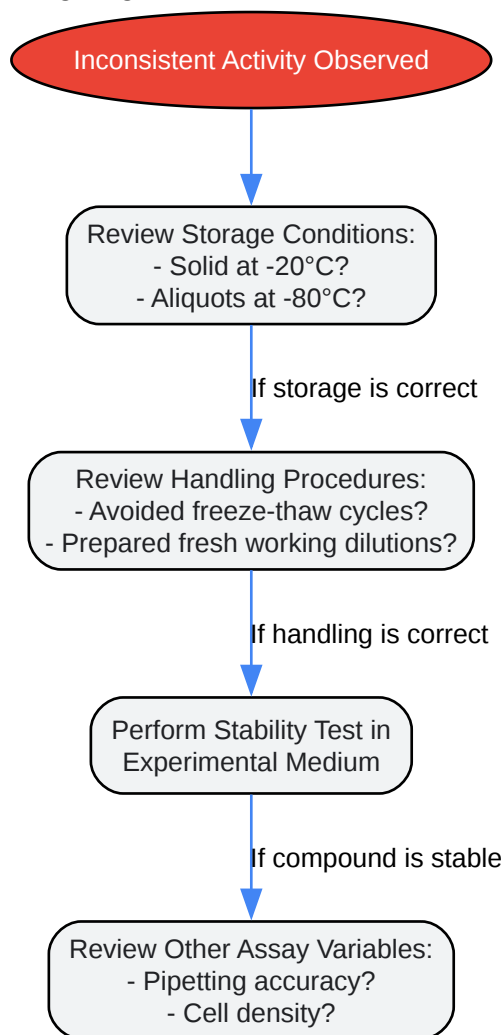 Inconsistent Activity Observed
Review Storage Conditions:
- Solid at -20°C?
- Aliquots at -80°C?
If storage is correct
Review Handling Procedures:
- Avoided freeze-thaw cycles?
- Prepared fresh working dilutions?
If handling is correct
Perform Stability Test in
Experimental Medium
If compound is stable
Review Other Assay Variables:
- Pipetting accuracy?
- Cell density?